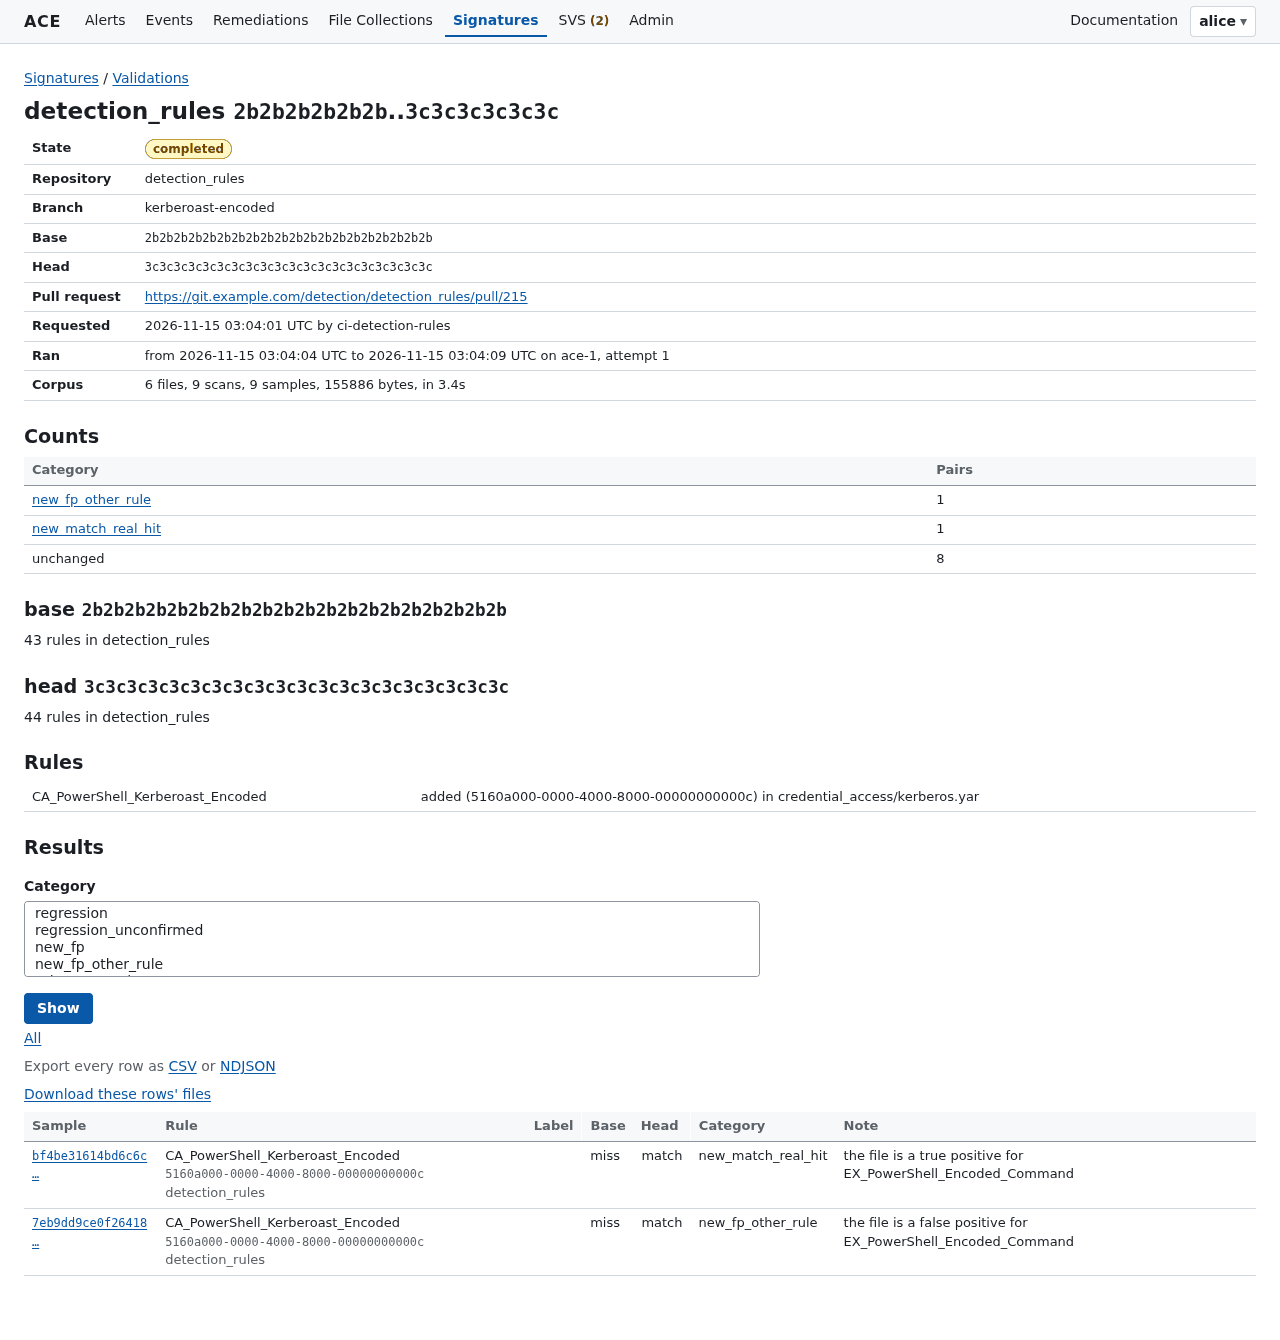 ACE Alerts Events Remediations File Collections Signatures SVS (2) Admin Documentation alice ▾
Signatures / Validations
detection_rules 2b2b2b2b2b2b..3c3c3c3c3c3c
State completed
Repository detection_rules
Branch kerberoast-encoded
Base 2b2b2b2b2b2b2b2b2b2b2b2b2b2b2b2b2b2b2b2b
Head 3c3c3c3c3c3c3c3c3c3c3c3c3c3c3c3c3c3c3c3c
Pull request https://git.example.com/detection/detection_rules/pull/215
Requested 2026-11-15 03:04:01 UTC by ci-detection-rules
Ran from 2026-11-15 03:04:04 UTC to 2026-11-15 03:04:09 UTC on ace-1, attempt 1
Corpus 6 files, 9 scans, 9 samples, 155886 bytes, in 3.4s
Counts
Category Pairs
new_fp_other_rule 1
new_match_real_hit 1
unchanged 8
base 2b2b2b2b2b2b2b2b2b2b2b2b2b2b2b2b2b2b2b2b
43 rules in detection_rules
head 3c3c3c3c3c3c3c3c3c3c3c3c3c3c3c3c3c3c3c3c
44 rules in detection_rules
Rules
CA_PowerShell_Kerberoast_Encoded added (5160a000-0000-4000-8000-00000000000c) in credential_access/kerberos.yar
Results
Category
regression
regression_unconfirmed
new_fp
new_fp_other_rule
Show
All
Export every row as CSV or NDJSON
Download these rows' files
Sample Rule Label Base Head Category Note
bf4be31614bd6c6c… CA_PowerShell_Kerberoast_Encoded miss match new_match_real_hit the file is a true positive for
5160a000-0000-4000-8000-00000000000c EX_PowerShell_Encoded_Command
detection_rules
7eb9dd9ce0f26418… CA_PowerShell_Kerberoast_Encoded miss match new_fp_other_rule the file is a false positive for
5160a000-0000-4000-8000-00000000000c EX_PowerShell_Encoded_Command
detection_rules